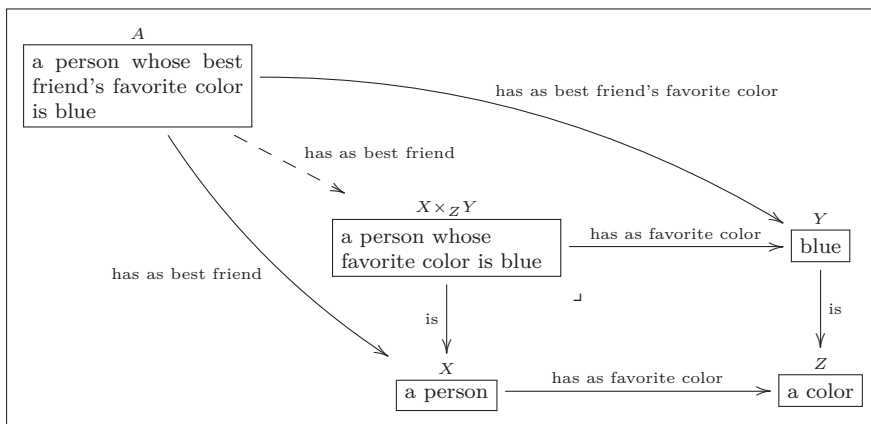 A
a person whose best
friend's favorite color
is blue
has as best friend's favorite color
has as best friend
X×_Z Y
a person whose
favorite color is blue
has as favorite color
Y
blue
has as best friend
is
is
X
a person
has as favorite color
Z
a color